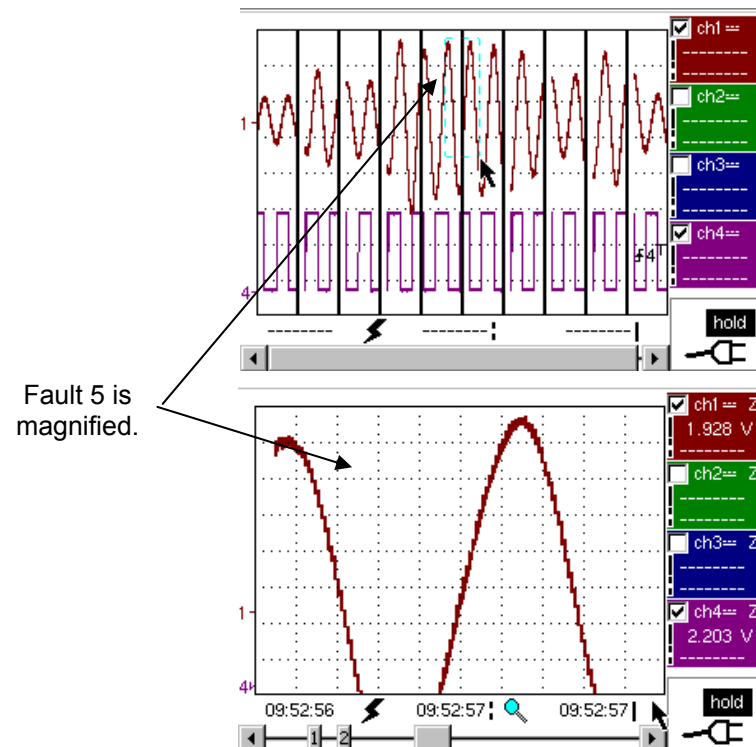 ch1
1-
ch2
ch3
ch4
4T
4-
hold
Fault 5 is
magnified.
ch1 Z
1.928 V
ch2 Z
ch3 Z
1-
ch4 Z
2.203 V
4
09:52:56 09:52:57 09:52:57
hold
1 2